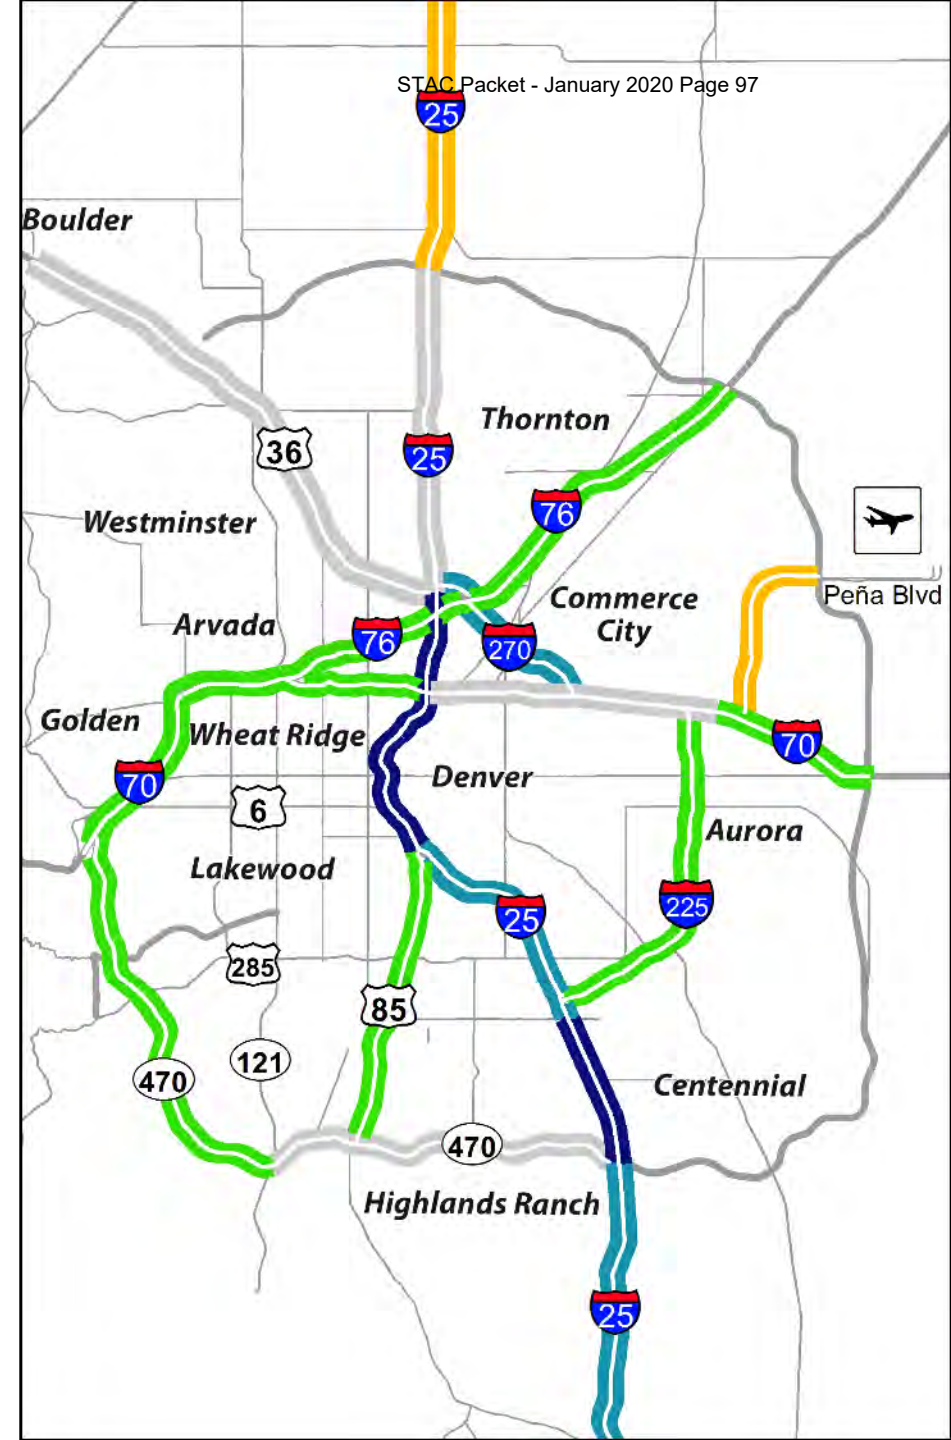 STAC Packet - January 2020 Page 97
25
Boulder
Thornton
36
25
76
Westminster
Peña Blvd
Commerce
City
Arvada
76
270
Golden
Wheat Ridge
70
70
Denver
6
Aurora
Lakewood
225
25
285
85
121
470
Centennial
470
Highlands Ranch
25